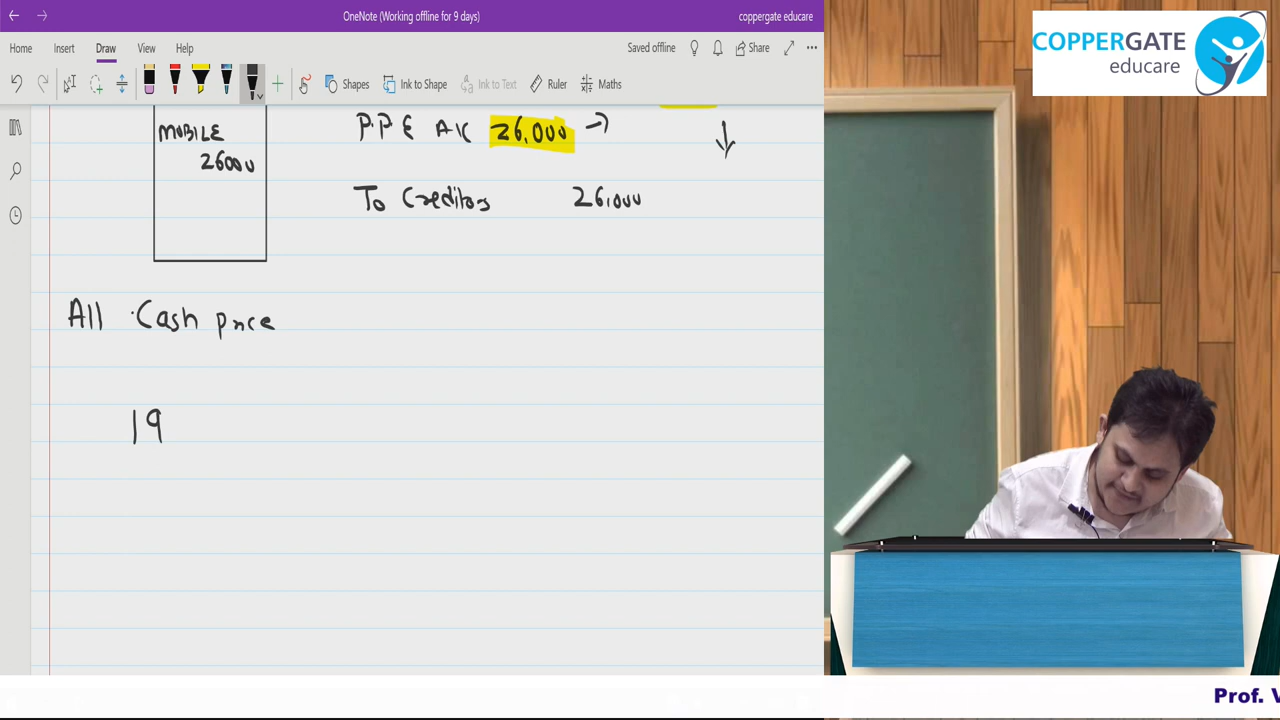 OneNote (Working offline for 9 days)
coppergate educare
Home Insert Draw View Help
Saved offline
Share
Shapes
Ink to Shape
Ink to Text
Ruler
Maths
COPPERGATE
educare
MOBILE
26000
P.P E A/c 26,000 →
To Creditors 26,000
All Cash price
19
Prof. V